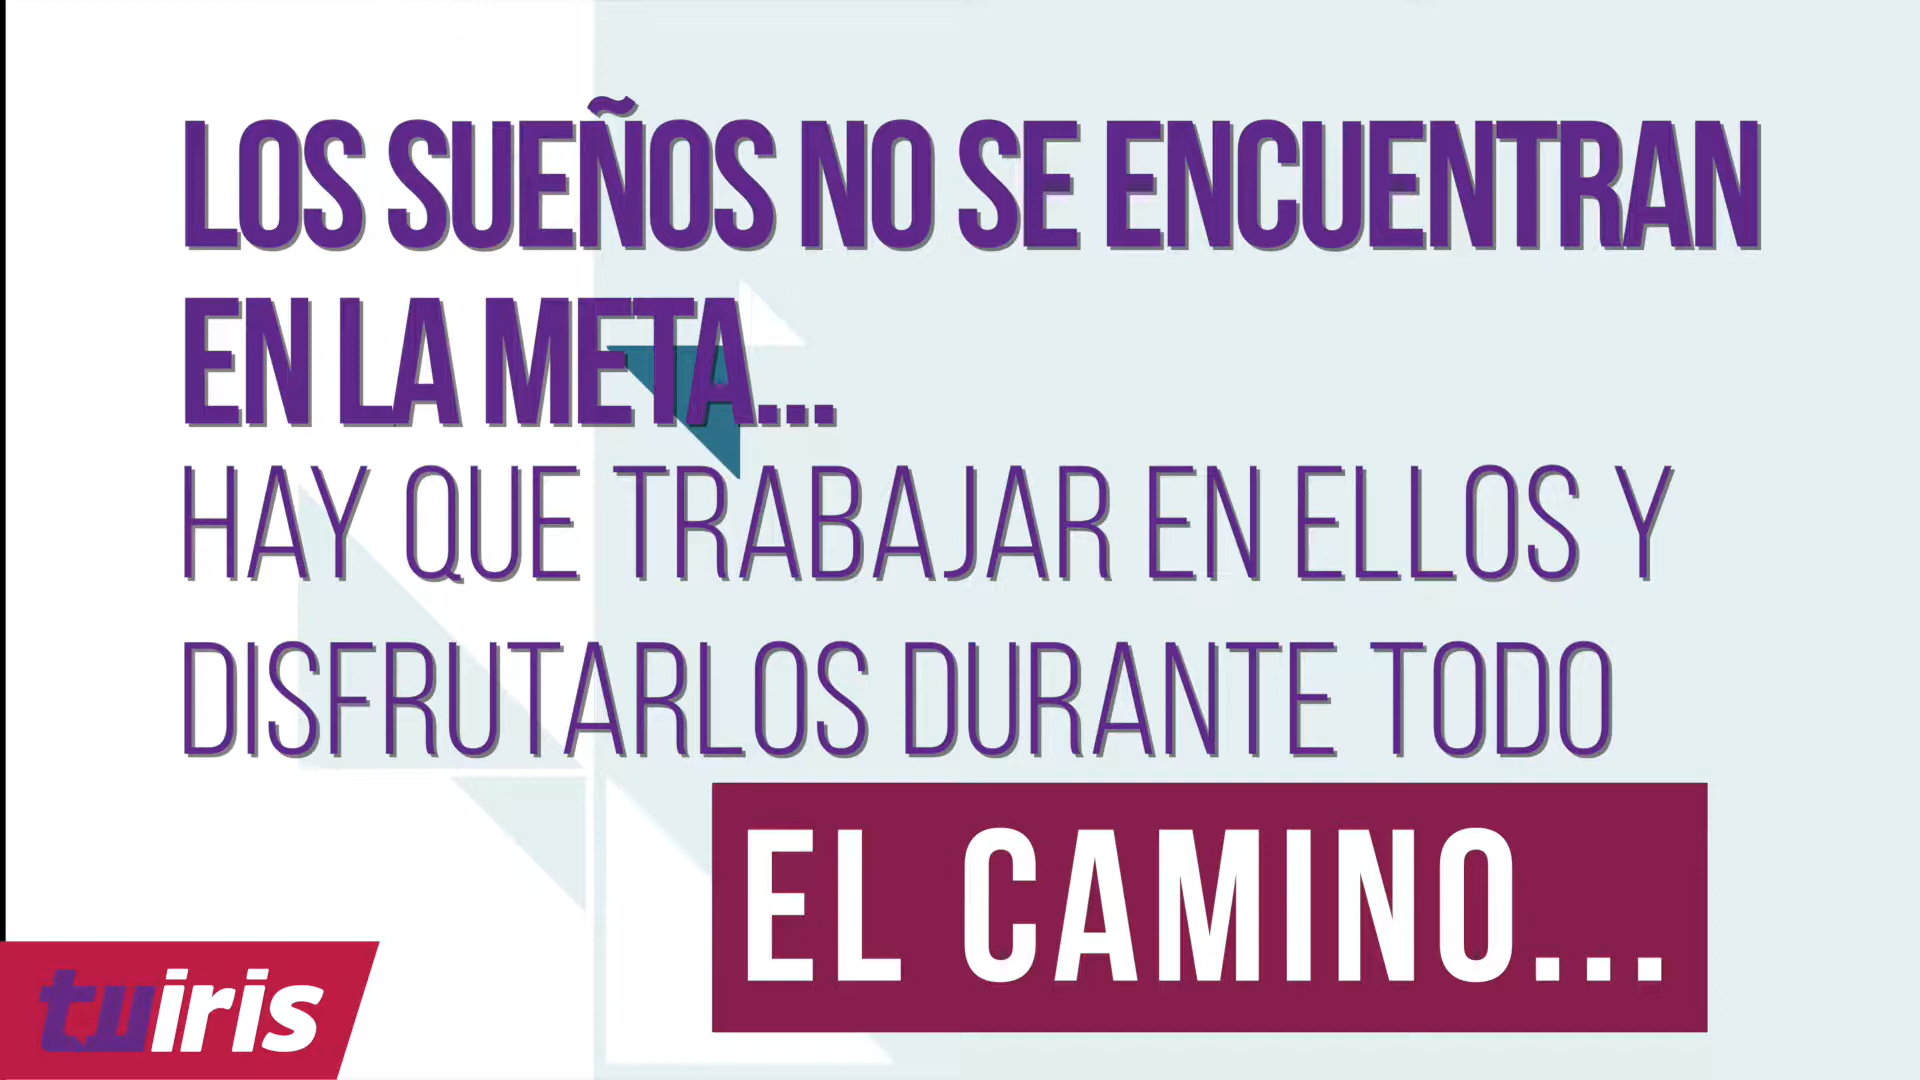 LOS SUEÑOS NO SE ENCUENTRAN
EN LA META...
HAY QUE TRABAJAR EN ELLOS Y
DISFRUTARLOS DURANTE TODO
EL CAMINO...
tuiris